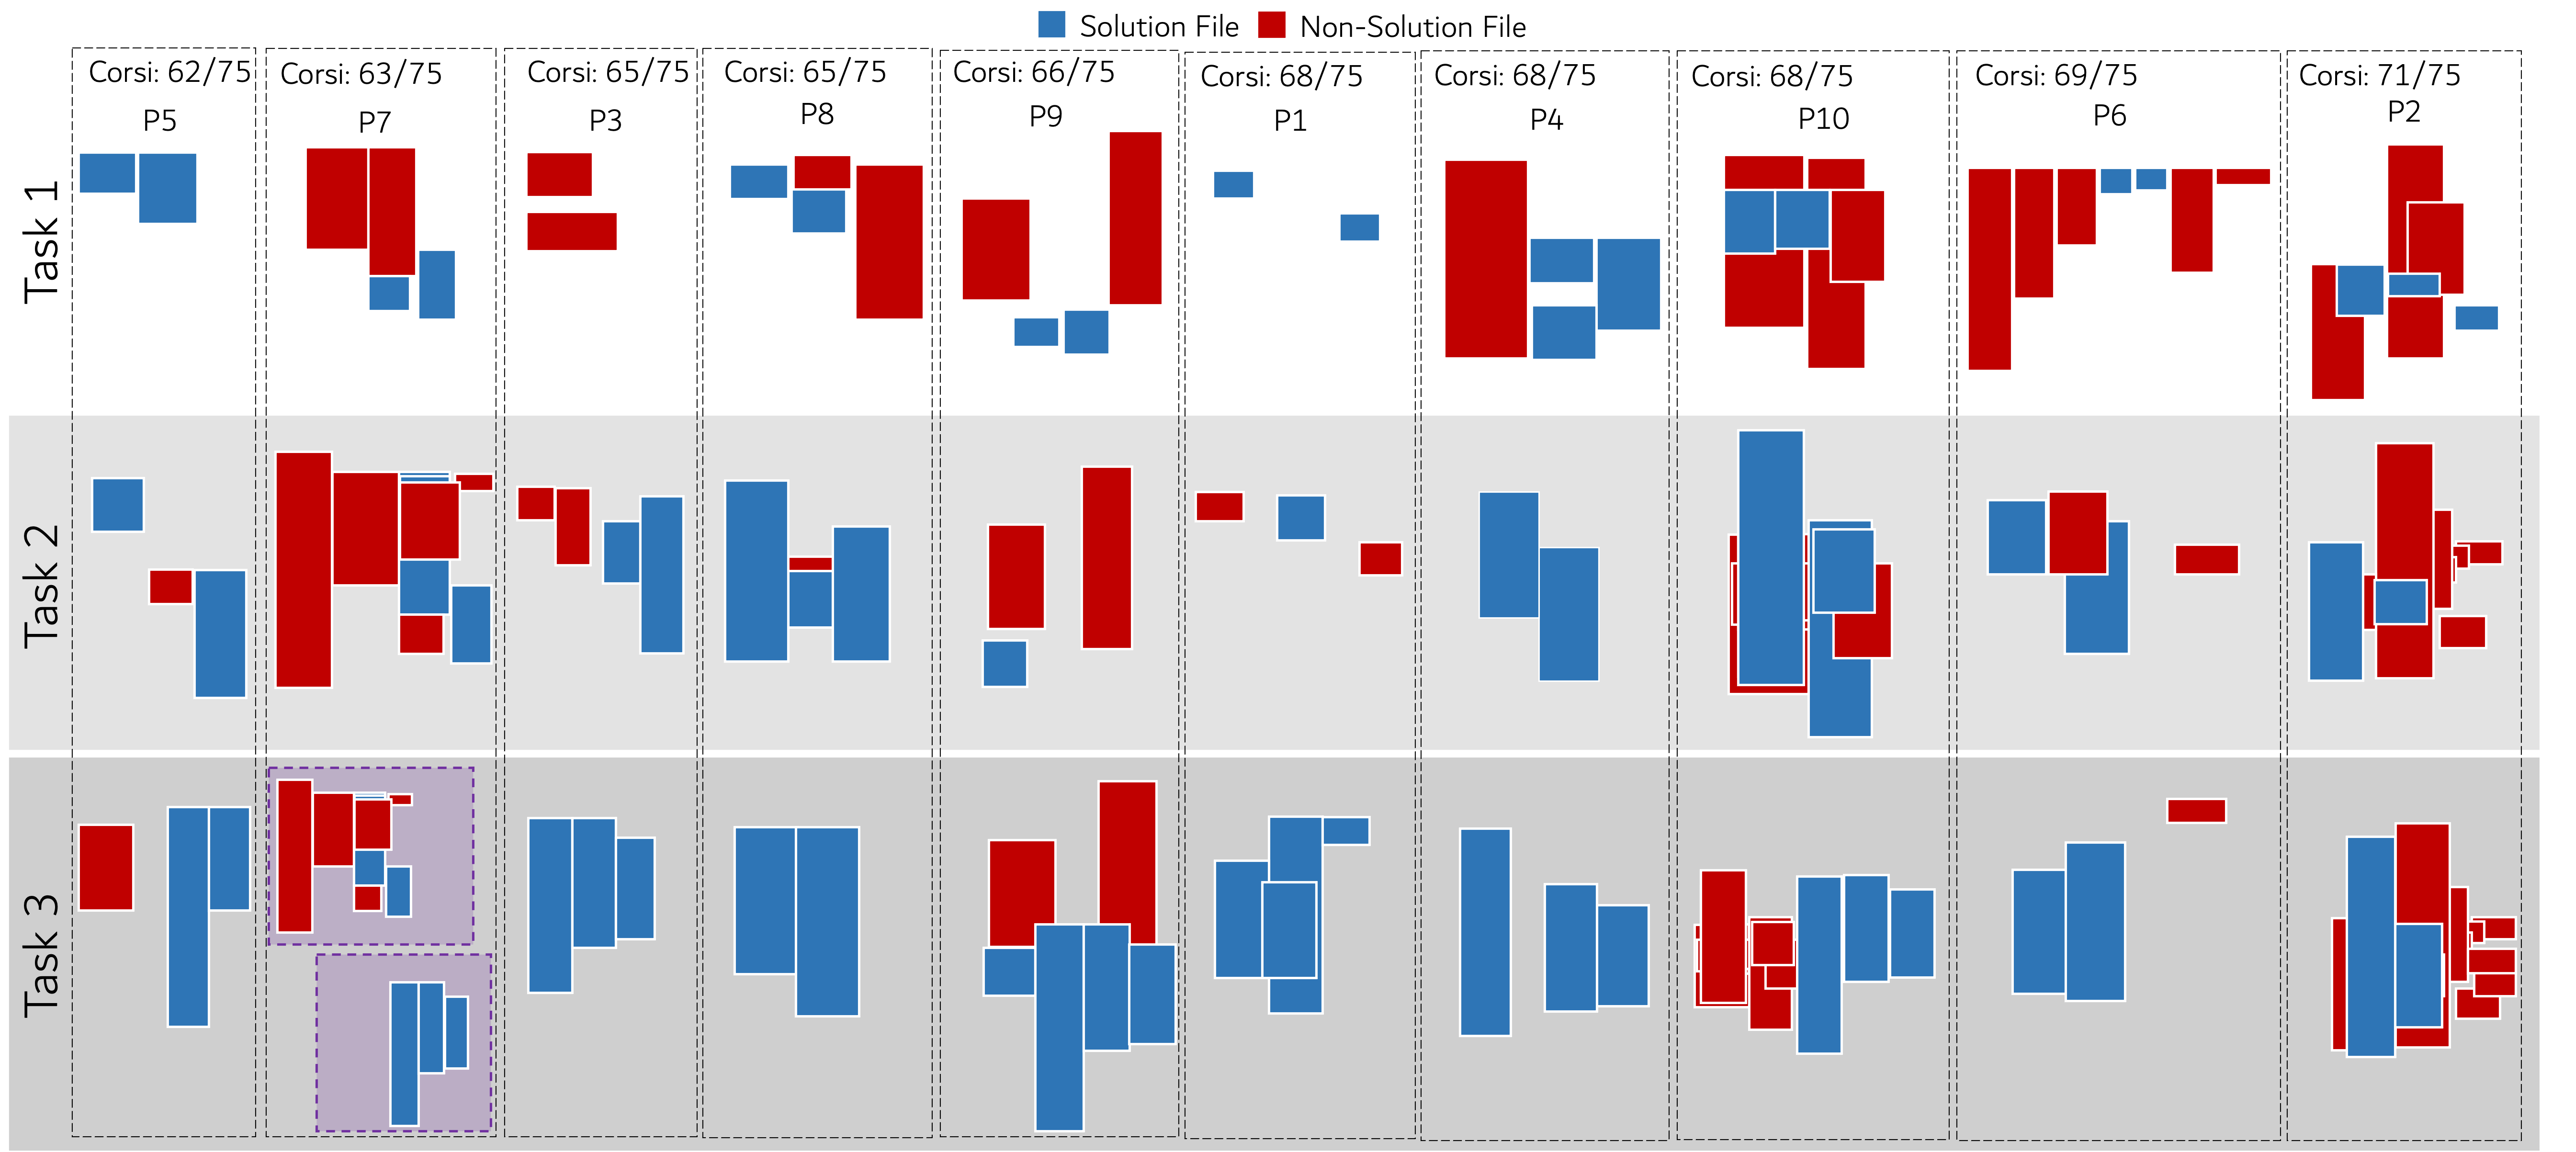 Solution File
Non-Solution File
Corsi: 62/75
P5
Corsi: 63/75
P7
Corsi: 65/75
P3
Corsi: 65/75
P8
Corsi: 66/75
P9
Corsi: 68/75
P1
Corsi: 68/75
P4
Corsi: 68/75
P10
Corsi: 69/75
P6
Corsi: 71/75
P2
Task 1
Task 2
Task 3